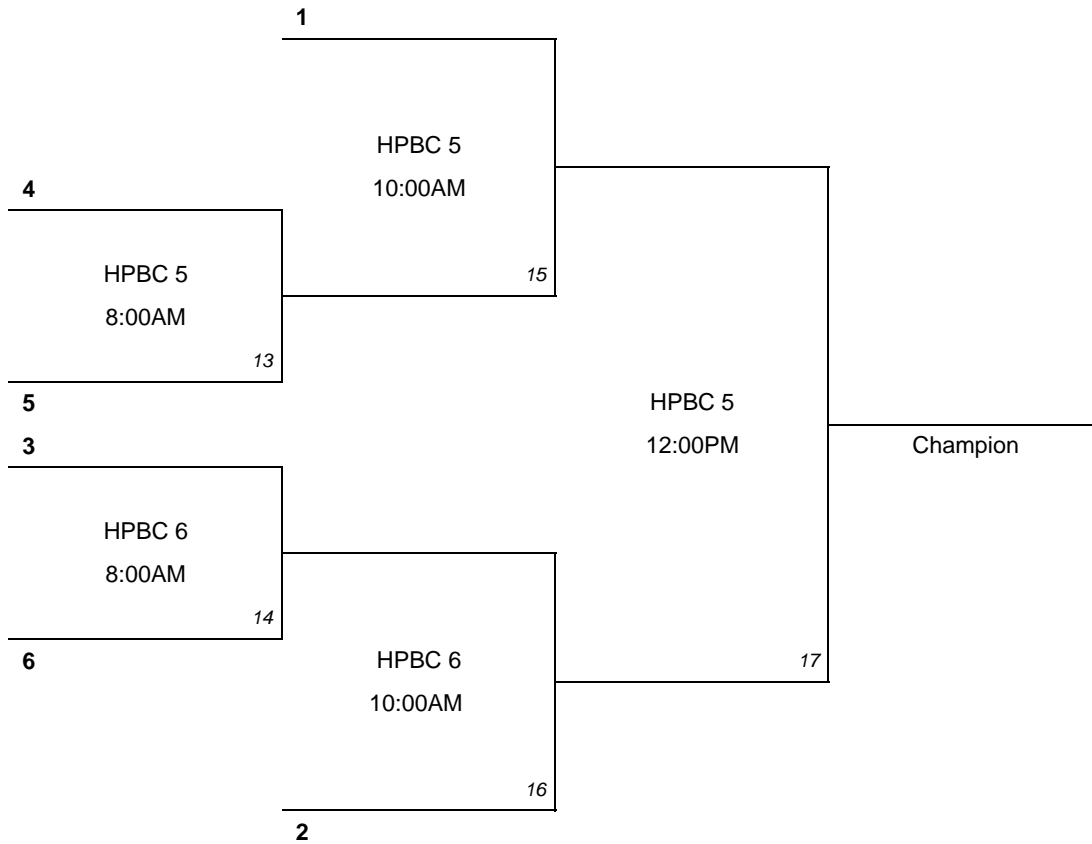 1
HPBC 5
10:00AM
15
4
HPBC 5
8:00AM
13
5
3
HPBC 6
8:00AM
14
6
HPBC 6
10:00AM
16
2
HPBC 5
12:00PM
17
Champion